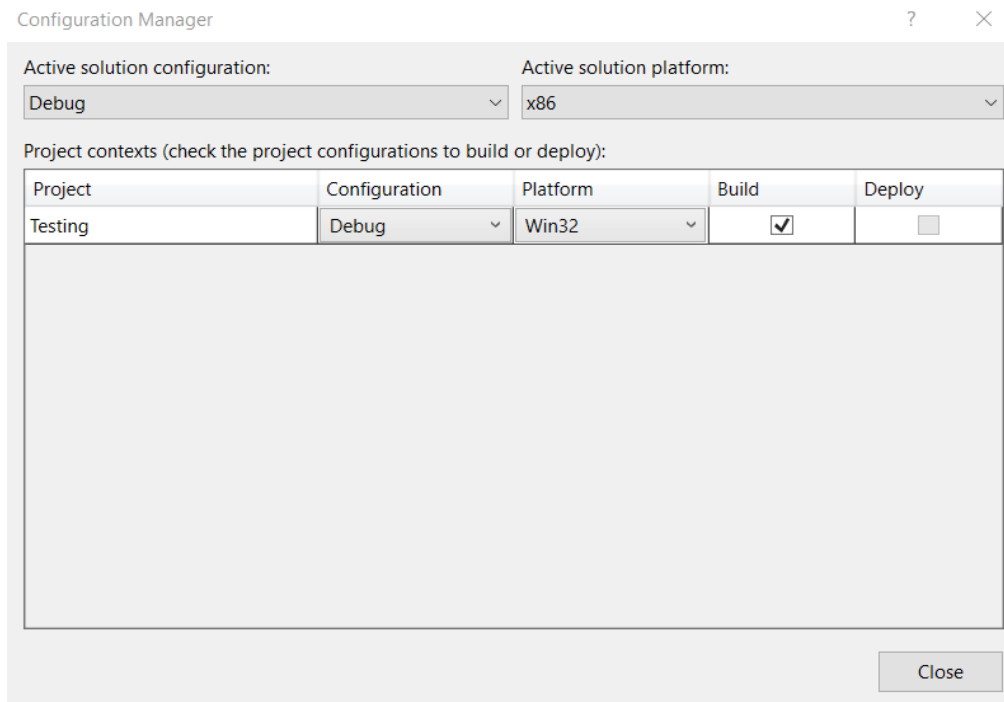 Configuration Manager ?
Active solution configuration: Active solution platform:
Debug x86
Project contexts (check the project configurations to build or deploy):
Project Configuration Platform Build Deploy
Testing Debug Win32
Close